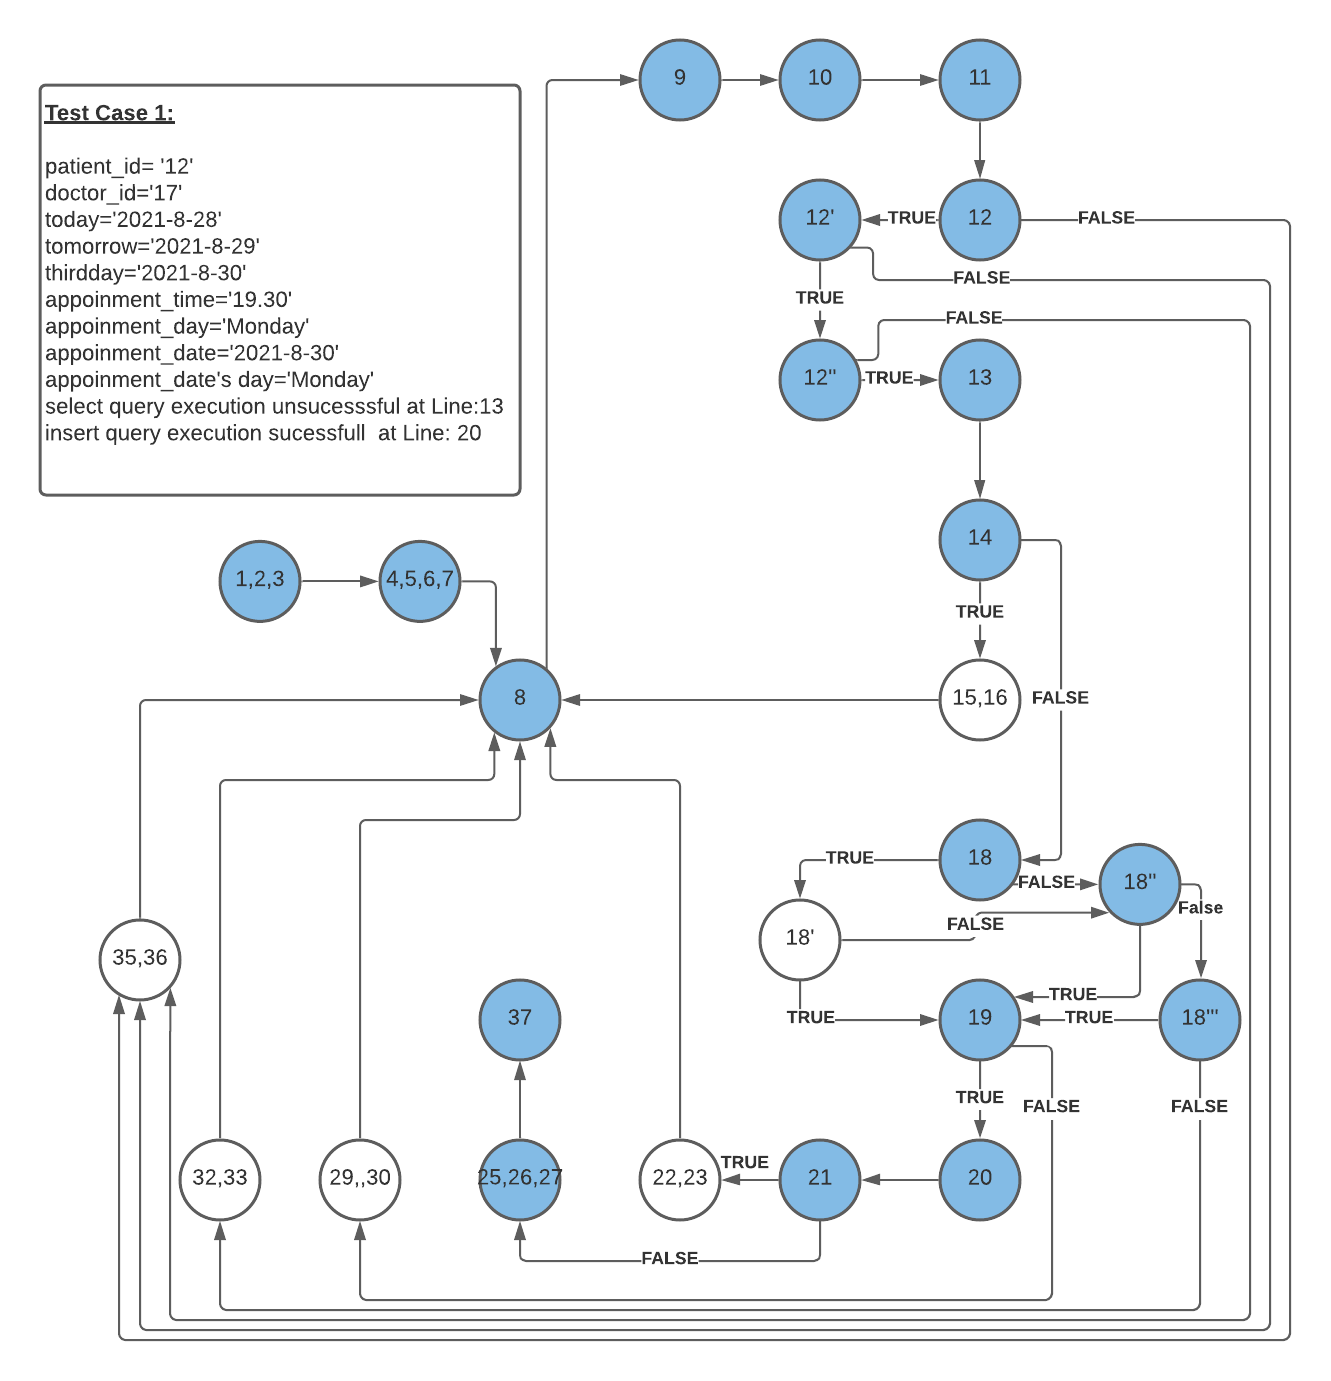 9
10
11
Test Case 1:
patient_id= '12'
doctor_id='17'
today='2021-8-28'
tomorrow='2021-8-29'
thirdday='2021-8-30'
appoinment_time='19.30'
appoinment_day='Monday'
appoinment_date='2021-8-30'
appoinment_date's day='Monday'
select query execution unsucesssful at Line:13
insert query execution sucessfull  at Line: 20
12'
TRUE
12
FALSE
FALSE
TRUE
FALSE
12"
TRUE
13
14
1,2,3
4,5,6,7
TRUE
8
15,16
FALSE
TRUE
18
FALSE
18"
False
FALSE
18'
35,36
TRUE
37
TRUE
19
TRUE
18'"
TRUE
FALSE
FALSE
32,33
29,,30
25,26,27
22,23
TRUE
21
20
FALSE